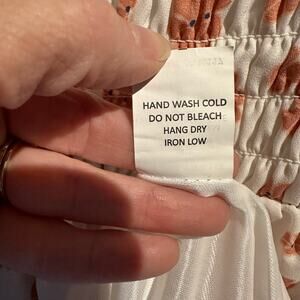 HAND WASH COLD
DO NOT BLEACH
HANG DRY
IRON LOW